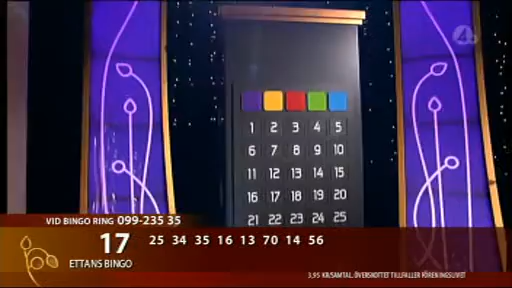 4
1 2 3 4 5
6 7 8 9 10
11 12 13 14 15
16 17 18 19 20
21 22 23 24 25
VID BINGO RING 099-235 35
17 25 34 35 16 13 70 14 56
ETTANS BINGO
3,95 KR/SAMTAL. ÖVERSKOTTET TILLFALLER FÖRENINGSLIVET